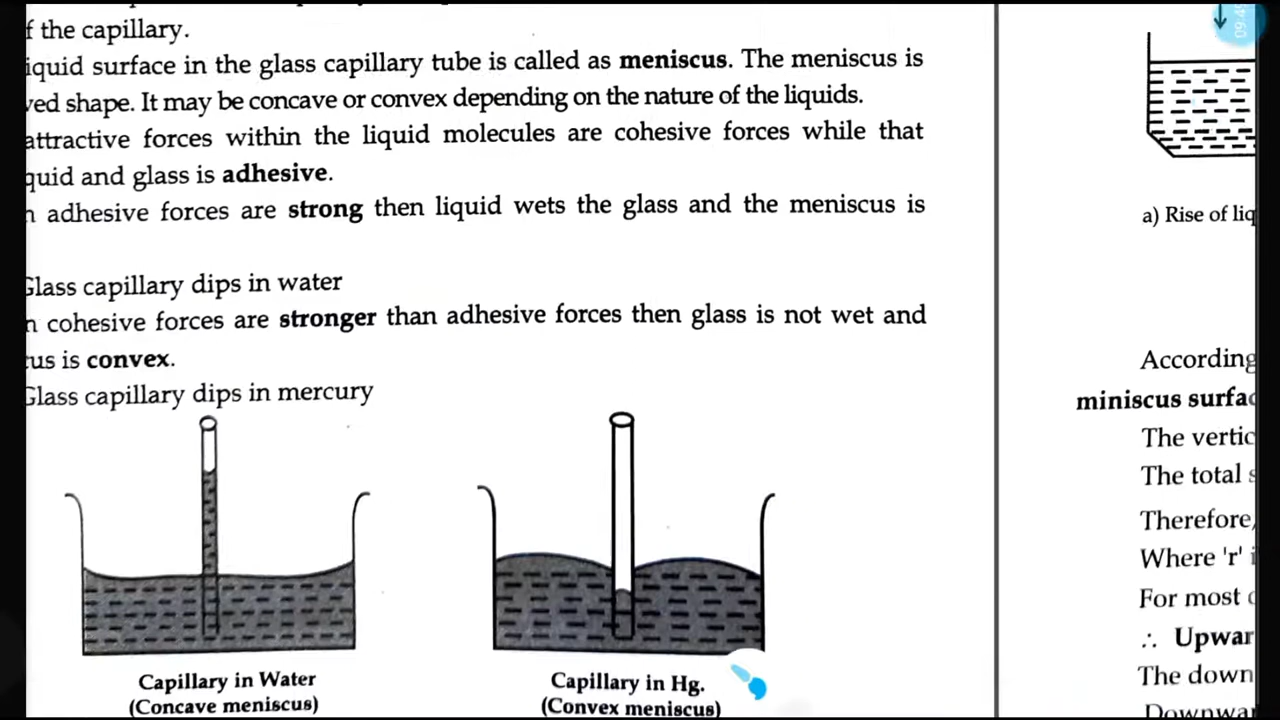 f the capillary.
iquid surface in the glass capillary tube is called as meniscus. The meniscus is
ved shape. It may be concave or convex depending on the nature of the liquids.
attractive forces within the liquid molecules are cohesive forces while that
quid and glass is adhesive.
n adhesive forces are strong then liquid wets the glass and the meniscus is
Glass capillary dips in water
n cohesive forces are stronger than adhesive forces then glass is not wet and
us is convex.
Glass capillary dips in mercury
Capillary in Water
(Concave meniscus)
Capillary in Hg.
(Convex meniscus)
a) Rise of liq
According
miniscus surfac
The vertic
The total s
Therefore,
Where 'r' i
For most
∴ Upwar
The down
Downwar